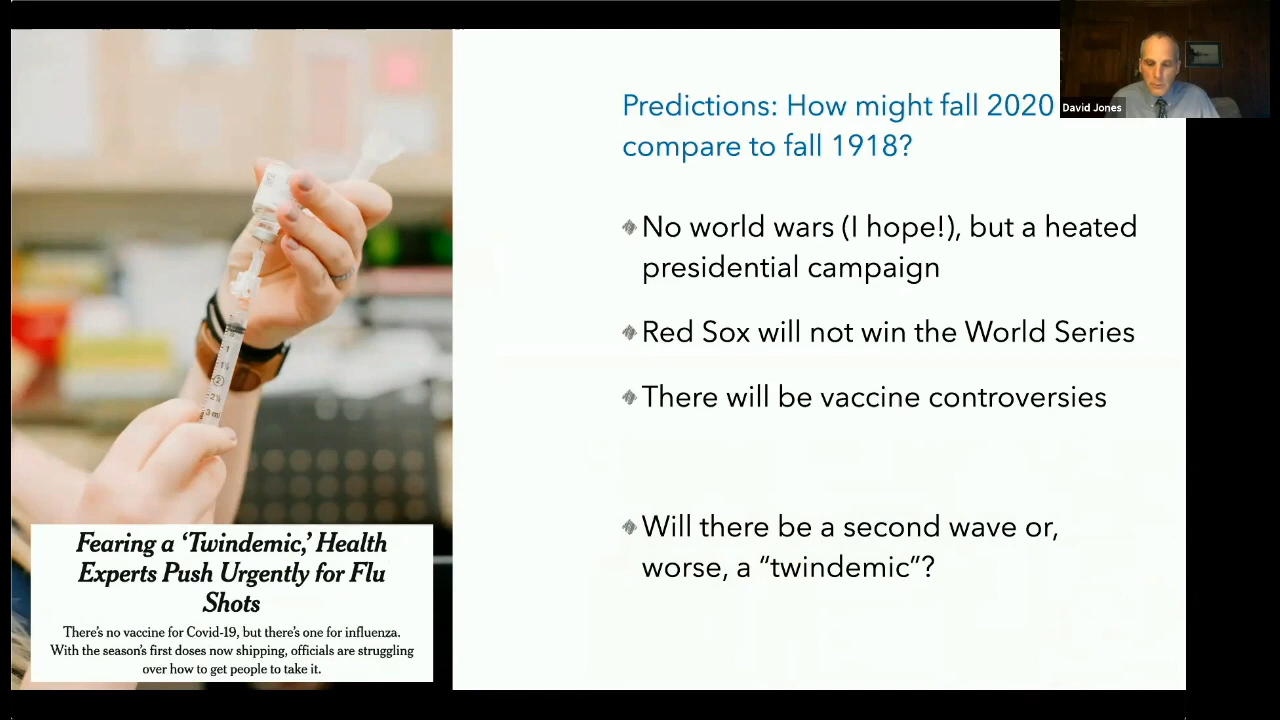 Predictions: How might fall 2020
compare to fall 1918?
David Jones
No world wars (I hope!), but a heated
presidential campaign
Red Sox will not win the World Series
There will be vaccine controversies
Will there be a second wave or,
worse, a “twindemic”?
Fearing a ‘Twindemic,’ Health
Experts Push Urgently for Flu
Shots
There’s no vaccine for Covid-19, but there’s one for influenza.
With the season’s first doses now shipping, officials are struggling
over how to get people to take it.